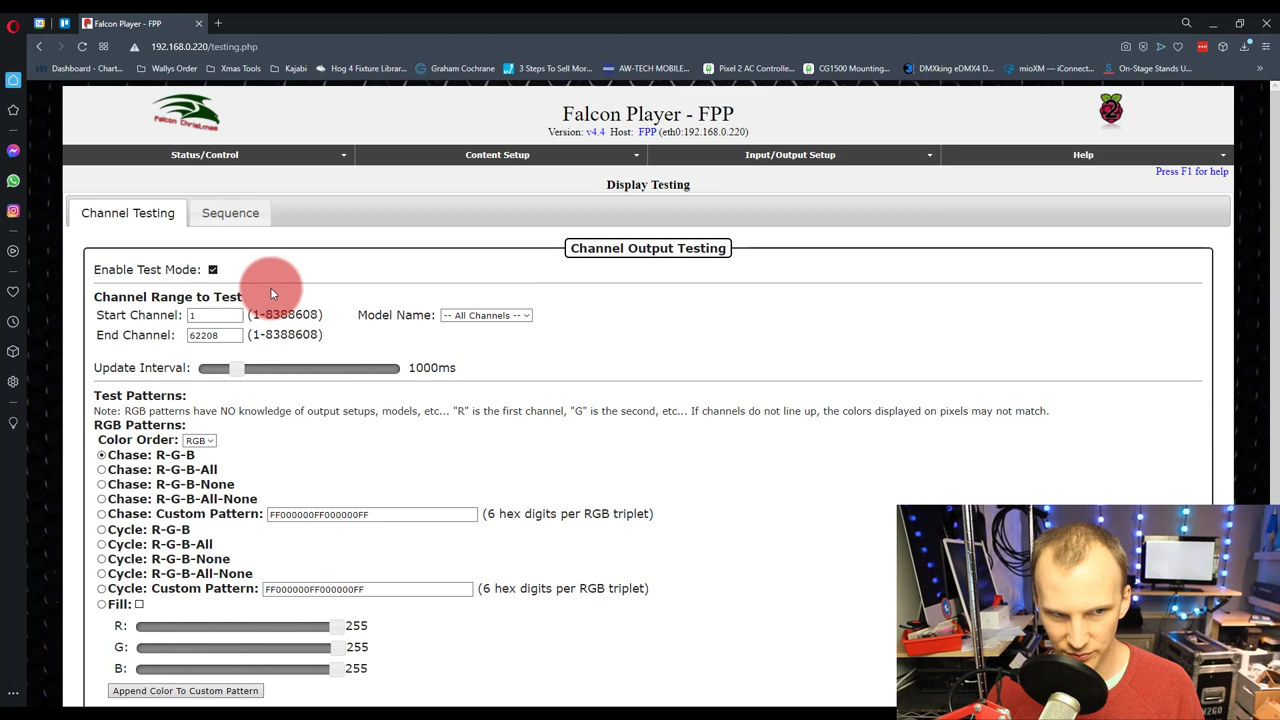 Falcon Player - FPP
192.168.0.220/testing.php
Dashboard - Chart...
Wallys Order
Xmas Tools
Kajabi
Hog 4 Fixture Librar...
Graham Cochrane
3 Steps To Sell Mor...
AW-TECH MOBILE...
Pixel 2 AC Controlle...
CG1500 Mounting...
DMXking eDMX4 D...
mioXM — iConnect...
On-Stage Stands U...
Falcon Christmas
Falcon Player - FPP
Version: v4.4 Host: FPP (eth0:192.168.0.220)
2
Status/Control
Content Setup
Input/Output Setup
Help
Press F1 for help
Display Testing
Channel Testing
Sequence
Channel Output Testing
Enable Test Mode:
Channel Range to Test
Start Channel: 1 (1-8388608) Model Name: -- All Channels --
End Channel: 62208 (1-8388608)
Update Interval: 1000ms
Test Patterns:
Note: RGB patterns have NO knowledge of output setups, models, etc... "R" is the first channel, "G" is the second, etc... If channels do not line up, the colors displayed on pixels may not match.
RGB Patterns:
Color Order: RGB
Chase: R-G-B
Chase: R-G-B-All
Chase: R-G-B-None
Chase: R-G-B-All-None
Chase: Custom Pattern: FF000000FF000000FF (6 hex digits per RGB triplet)
Cycle: R-G-B
Cycle: R-G-B-All
Cycle: R-G-B-None
Cycle: R-G-B-All-None
Cycle: Custom Pattern: FF000000FF000000FF (6 hex digits per RGB triplet)
Fill:
R: 255
G: 255
B: 255
Append Color To Custom Pattern